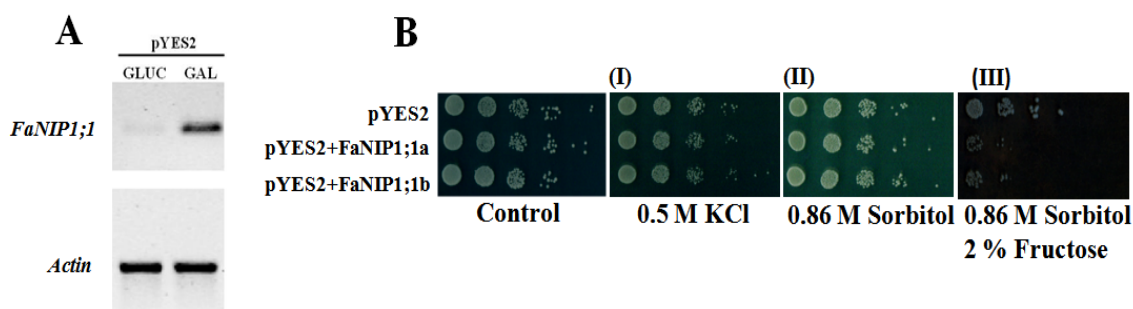 A
pYES2
GLUC GAL
FaNIP1;1
Actin
B
(I) (II) (III)
pYES2
pYES2+FaNIP1;1a
pYES2+FaNIP1;1b
Control 0.5 M KCl 0.86 M Sorbitol 0.86 M Sorbitol
2 % Fructose